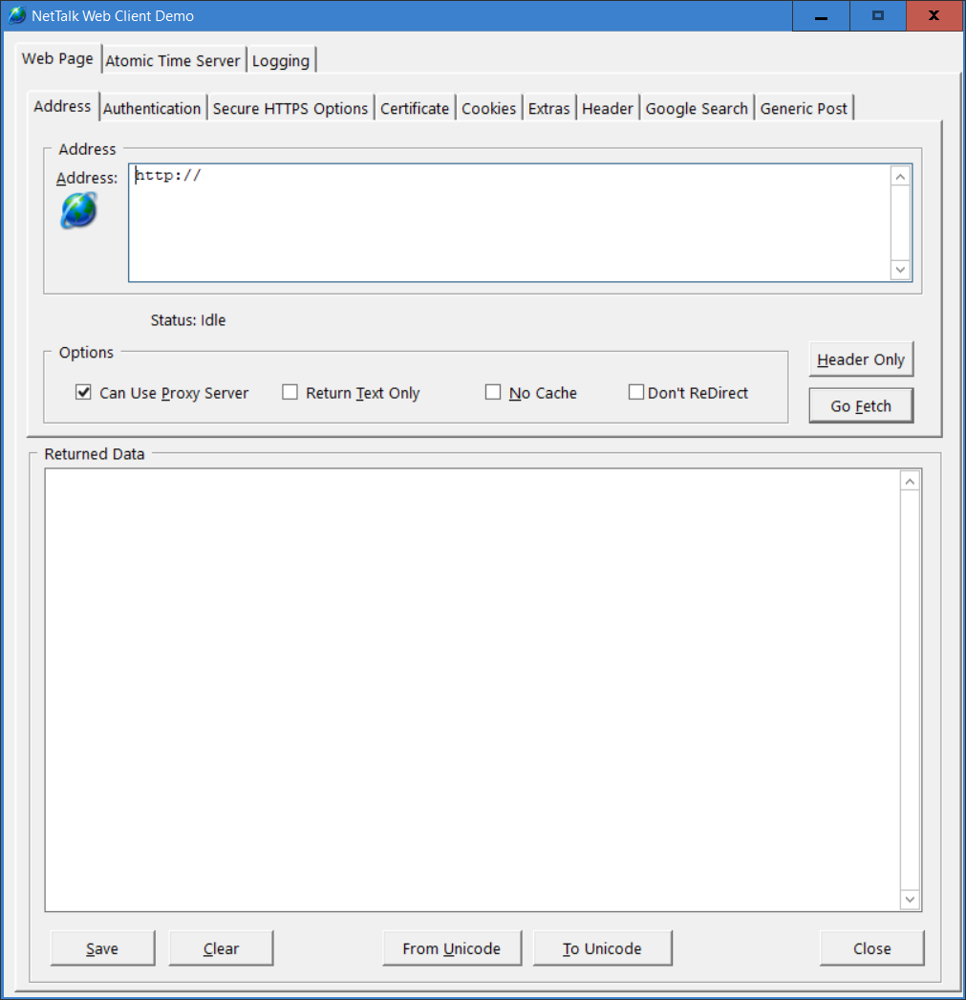 NetTalk Web Client Demo
Web Page Atomic Time Server Logging
Address Authentication Secure HTTPS Options Certificate Cookies Extras Header Google Search Generic Post
Address
Address: http://
Status: Idle
Options
Header Only
Can Use Proxy Server Return Text Only No Cache Don't ReDirect
Go Fetch
Returned Data
Save Clear From Unicode To Unicode Close